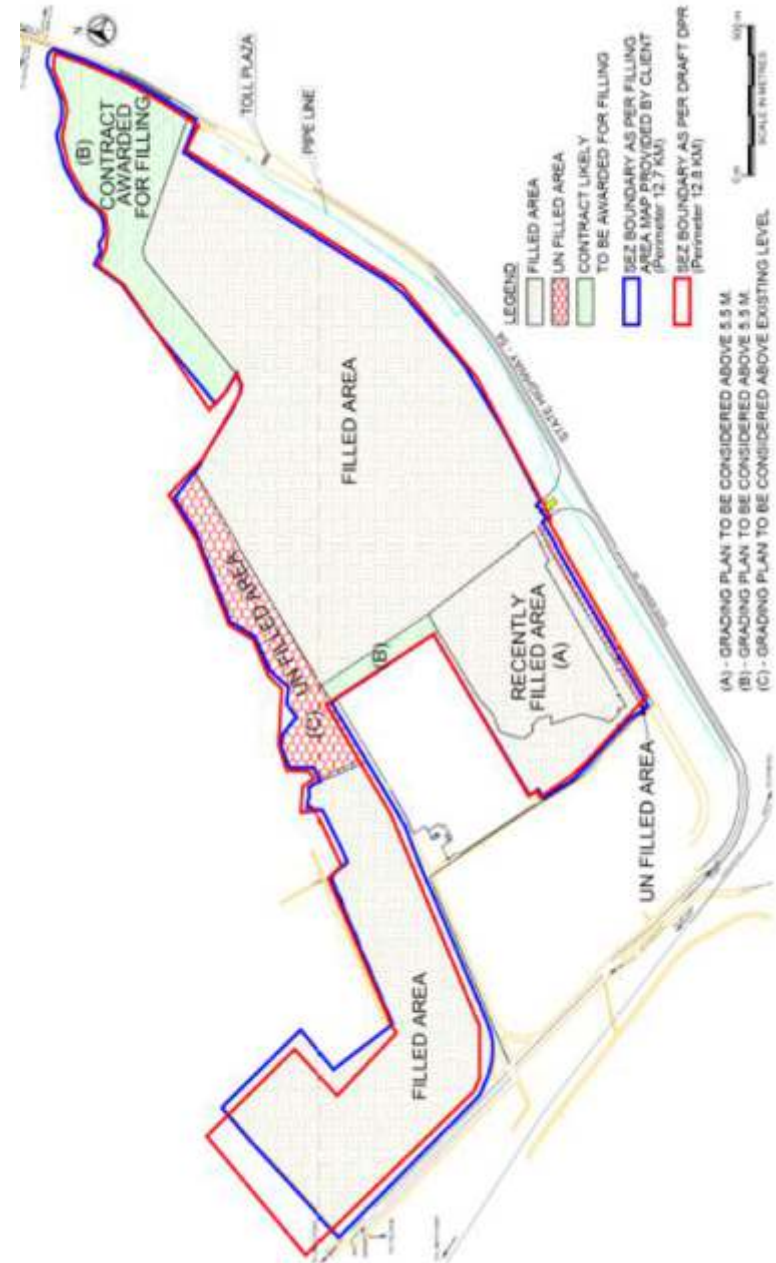 N
(B)
CONTRACT
AWARDED
FOR FILLING
TOLL PLAZA
PIPE LINE
FILLED AREA
STATE HIGHWAY - 5A
(C) UN FILLED AREA
(B)
RECENTLY
FILLED AREA
(A)
UN FILLED AREA
FILLED AREA
LEGEND
FILLED AREA
UN FILLED AREA
CONTRACT LIKELY
TO BE AWARDED FOR FILLING
SEZ BOUNDARY AS PER FILLING
AREA MAP PROVIDED BY CLIENT
(Perimeter 12.7 KM)
SEZ BOUNDARY AS PER DRAFT DPR
(Perimeter 12.8 KM)
(A) - GRADING PLAN TO BE CONSIDERED ABOVE 5.5 M.
(B) - GRADING PLAN TO BE CONSIDERED ABOVE 5.5 M.
(C) - GRADING PLAN TO BE CONSIDERED ABOVE EXISTING LEVEL
0 m 500 m
SCALE IN METRES